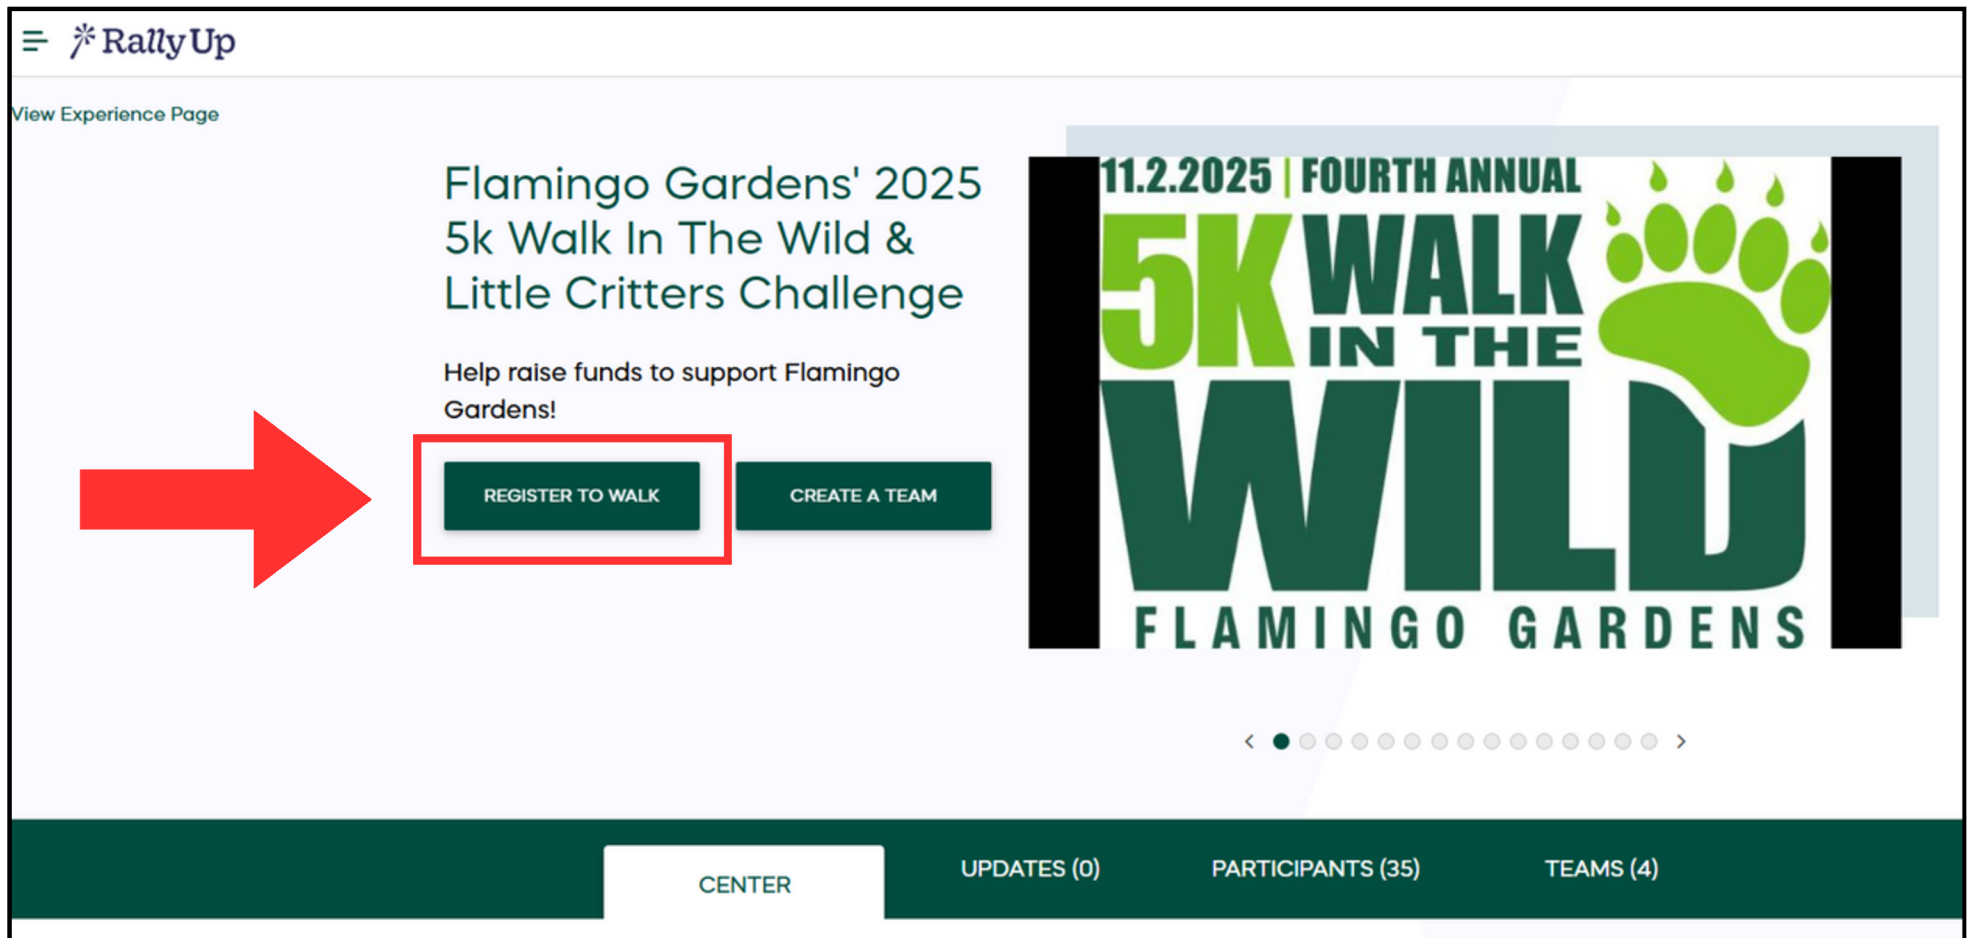 RallyUp
View Experience Page
Flamingo Gardens' 2025
5k Walk In The Wild &
Little Critters Challenge
Help raise funds to support Flamingo
Gardens!
REGISTER TO WALK
CREATE A TEAM
11.2.2025 | FOURTH ANNUAL
5K WALK
IN THE
WILD
FLAMINGO GARDENS
CENTER
UPDATES (0)
PARTICIPANTS (35)
TEAMS (4)